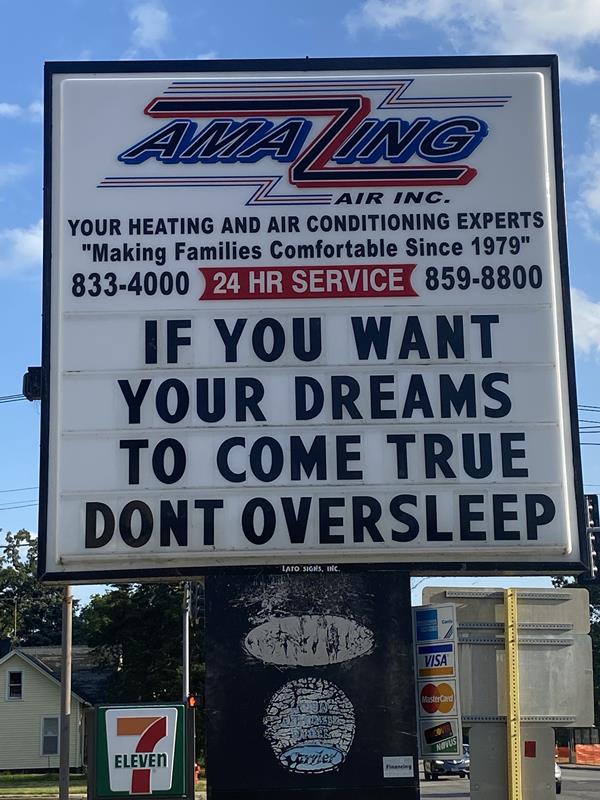 AMAZING
AIR INC.
YOUR HEATING AND AIR CONDITIONING EXPERTS
"Making Families Comfortable Since 1979"
833-4000 24 HR SERVICE 859-8800
IF YOU WANT
YOUR DREAMS
TO COME TRUE
DONT OVERSLEEP
LAFO SIGNS, INC.
VISA
MasterCard
NOVUS
7
ELEVEN
Carrier
Financing